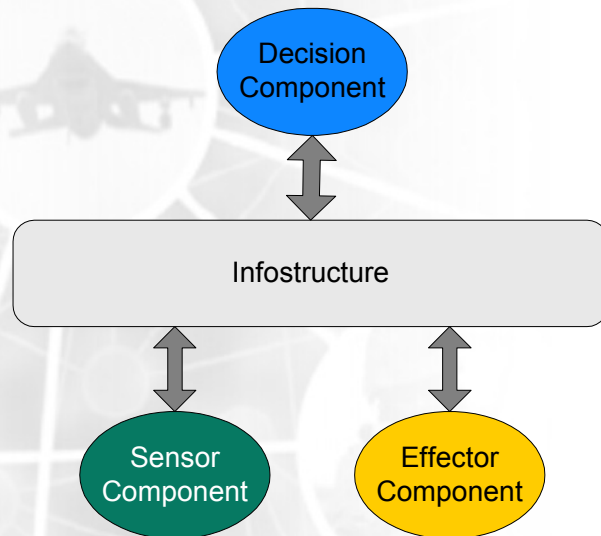 Decision
Component
Infostructure
Sensor
Component
Effector
Component